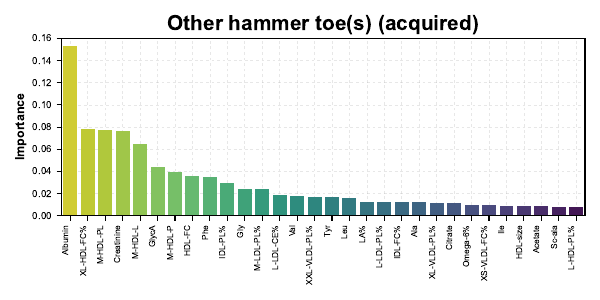 Other hammer toe(s) (acquired)
Importance
0.16
0.14
0.12
0.10
0.08
0.06
0.04
0.02
0.00
Albumin
XL-HDL-FC%
M-HDL-PL
Creatinine
M-HDL-L
GlycA
M-HDL-P
HDL-FC
Phe
IDL-PL%
Gly
M-LDL-PL%
L-LDL-CE%
Val
XXL-VLDL-PL%
Tyr
Leu
LA%
L-LDL-PL%
IDL-FC%
Ala
XL-VLDL-PL%
Citrate
Omega-6%
XS-VLDL-FC%
Ile
HDL-size
Acetate
L-HDL-PL%